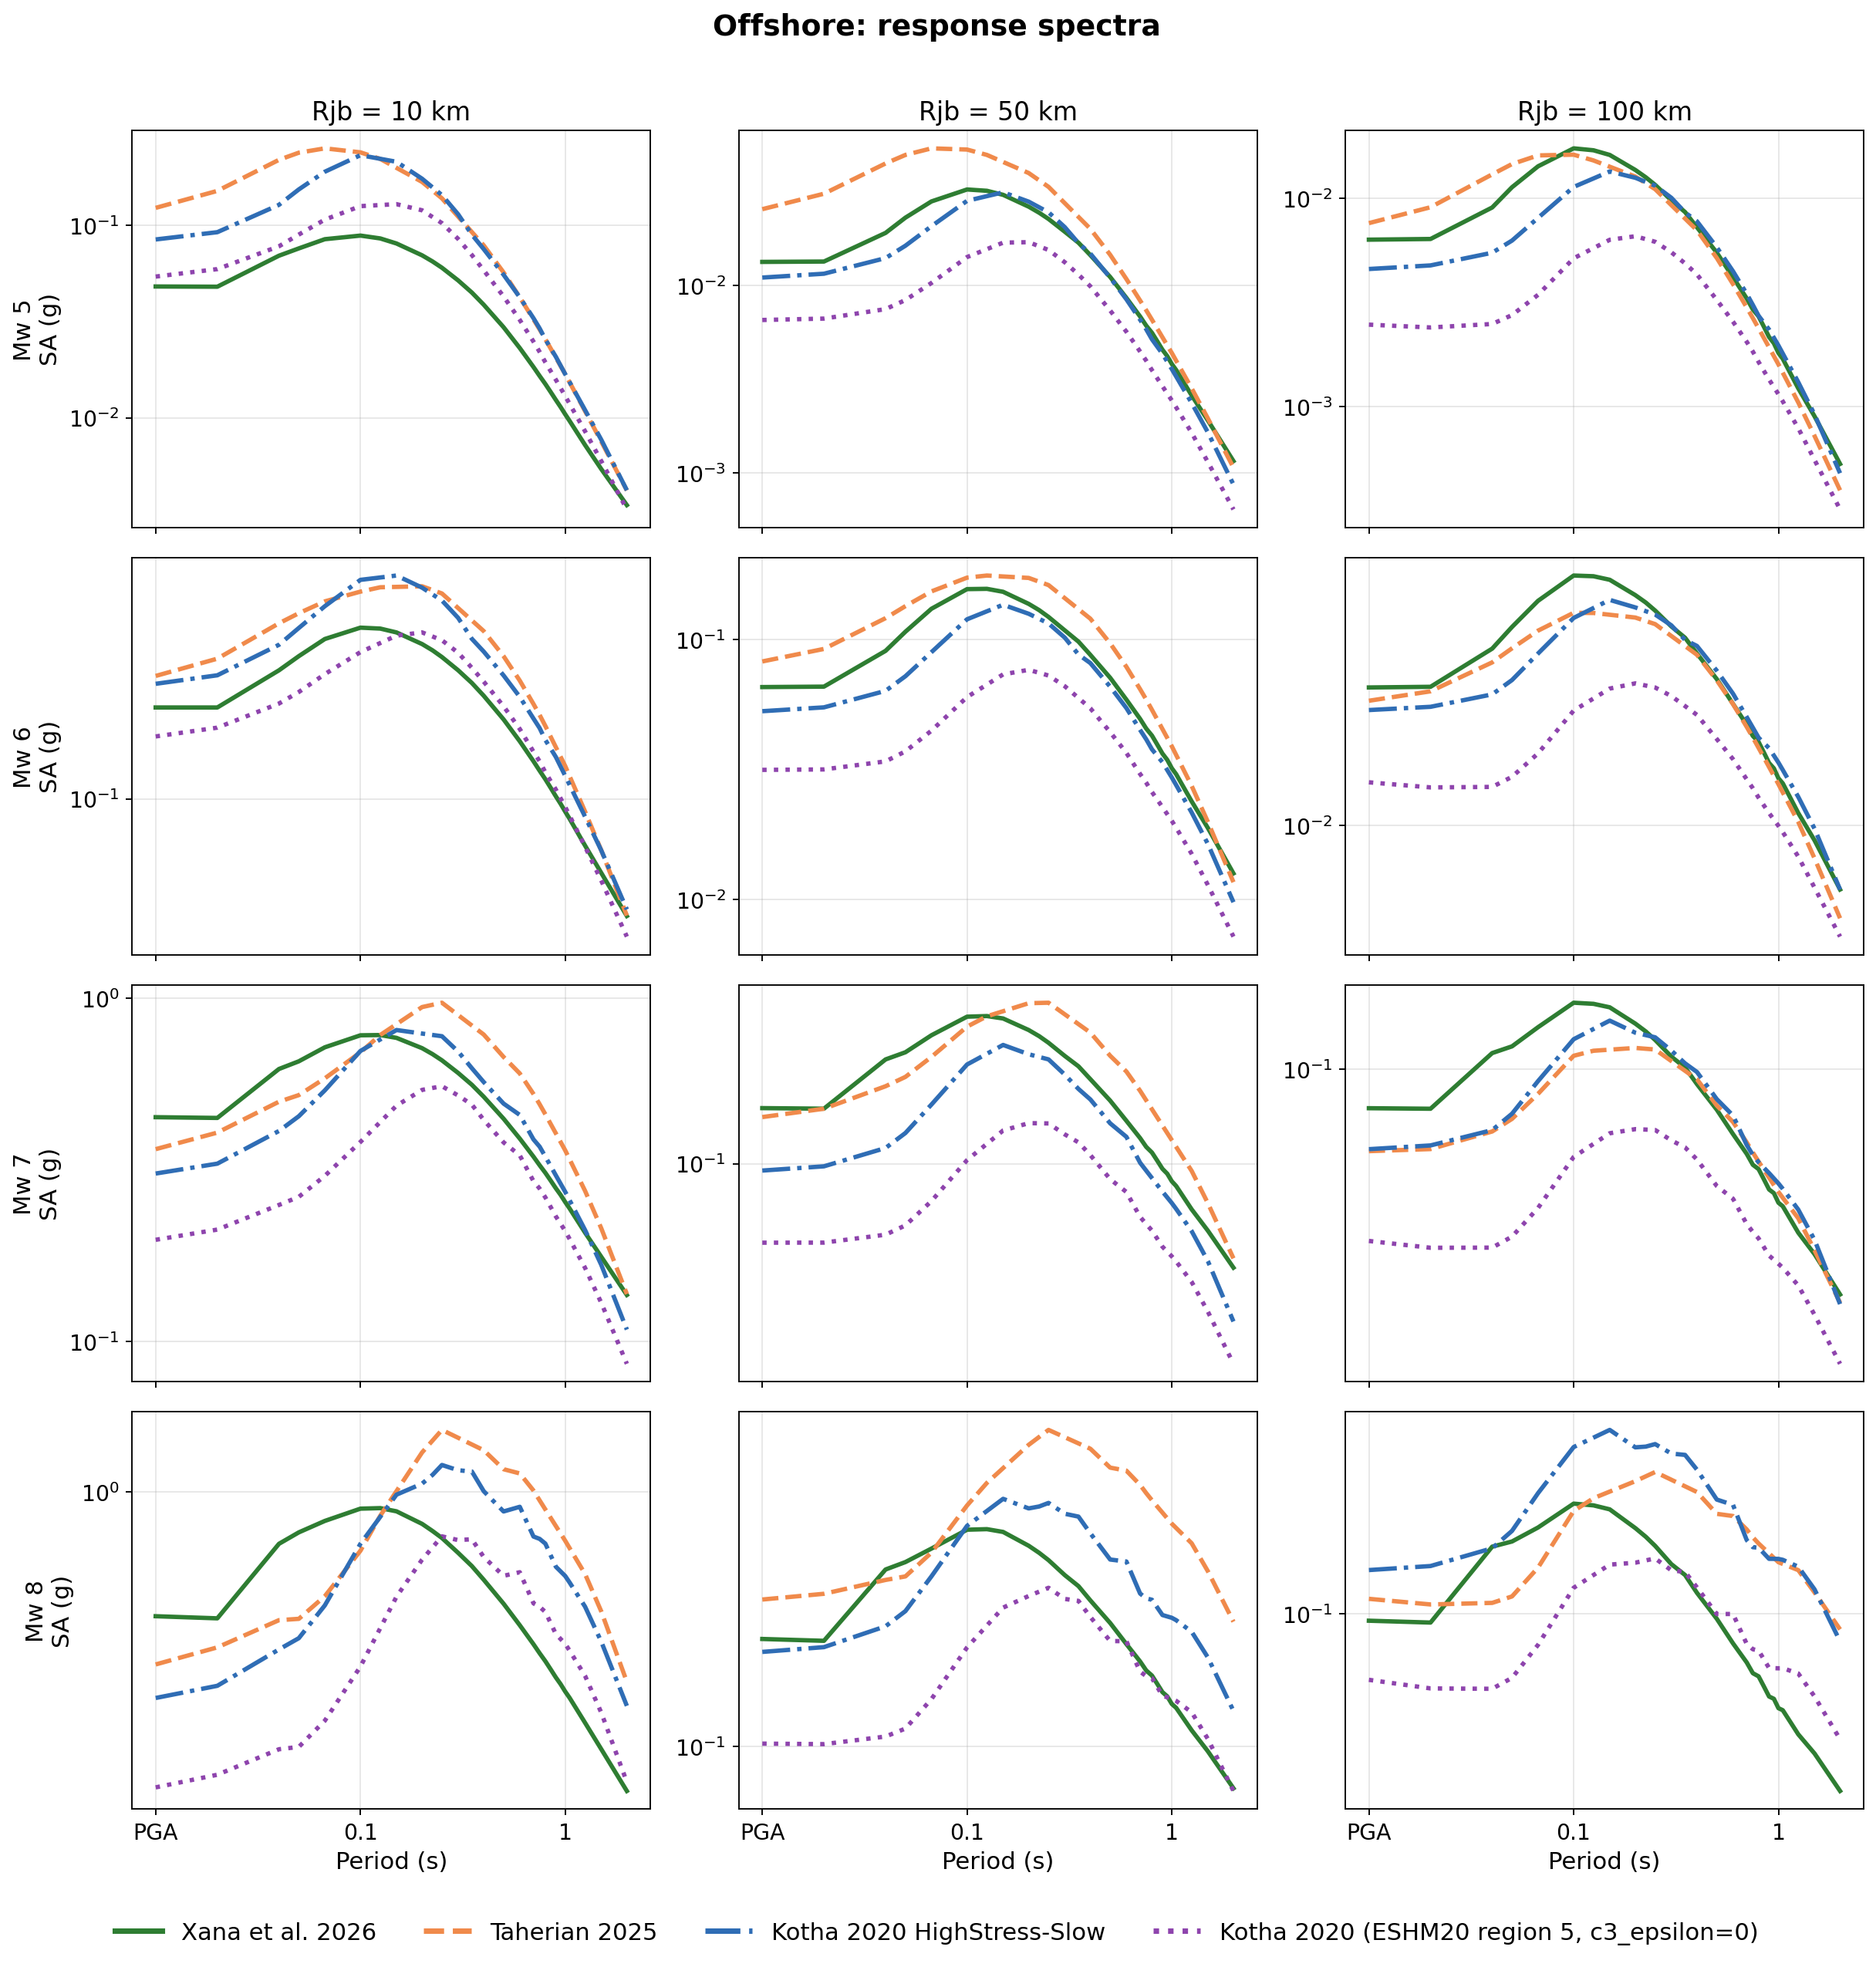 Offshore: response spectra
Rjb = 10 km
Rjb = 50 km
Rjb = 100 km
Mw 5
SA (g)
10⁻¹
10⁻²
10⁻²
10⁻³
10⁻²
10⁻³
Mw 6
SA (g)
10⁻¹
10⁻¹
10⁻²
10⁻²
Mw 7
SA (g)
10⁰
10⁻¹
10⁻¹
10⁻¹
Mw 8
SA (g)
10⁰
10⁻¹
10⁻¹
PGA 0.1 1
PGA 0.1 1
PGA 0.1 1
Period (s)
Period (s)
Period (s)
Xana et al. 2026
Taherian 2025
Kotha 2020 HighStress-Slow
Kotha 2020 (ESHM20 region 5, c3_epsilon=0)